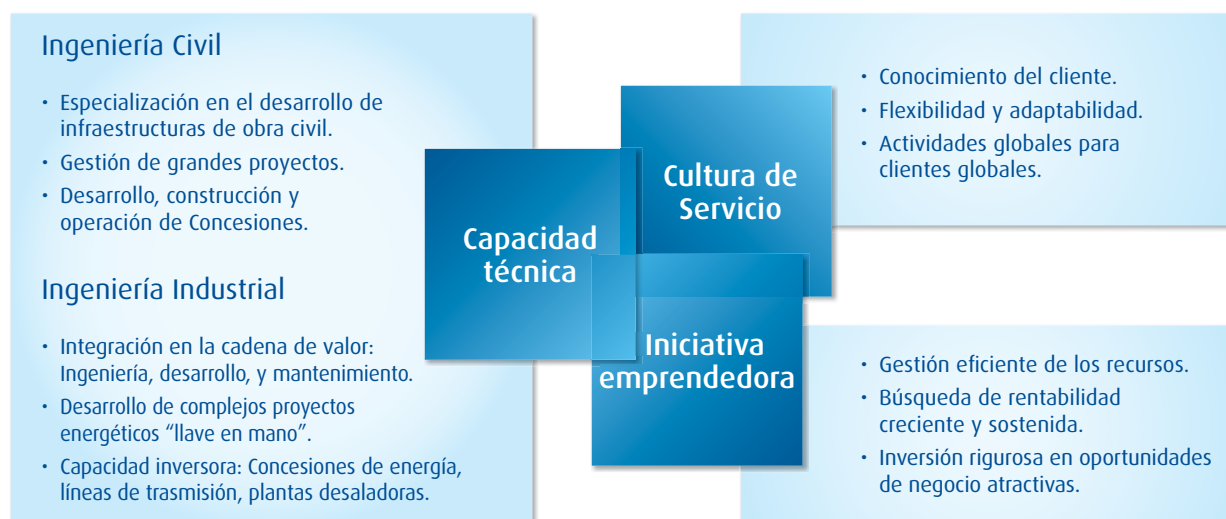 Ingeniería Civil
· Especialización en el desarrollo de
infraestructuras de obra civil.
· Gestión de grandes proyectos.
· Desarrollo, construcción y
operación de Concesiones.
Ingeniería Industrial
· Integración en la cadena de valor:
Ingeniería, desarrollo, y mantenimiento.
· Desarrollo de complejos proyectos
energéticos “llave en mano”.
· Capacidad inversora: Concesiones de energía,
líneas de trasmisión, plantas desaladoras.
Capacidad
técnica
Cultura de
Servicio
Iniciativa
emprendedora
· Conocimiento del cliente.
· Flexibilidad y adaptabilidad.
· Actividades globales para
clientes globales.
· Gestión eficiente de los recursos.
· Búsqueda de rentabilidad
creciente y sostenida.
· Inversión rigurosa en oportunidades
de negocio atractivas.